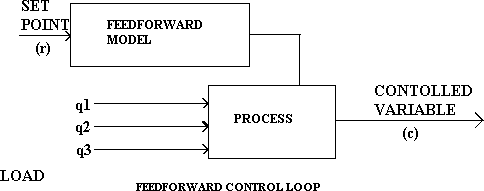 SET
POINT
(r)
FEEDFORWARD
MODEL
q1
q2
q3
PROCESS
CONTOLLED
VARIABLE
(c)
LOAD
FEEDFORWARD CONTROL LOOP